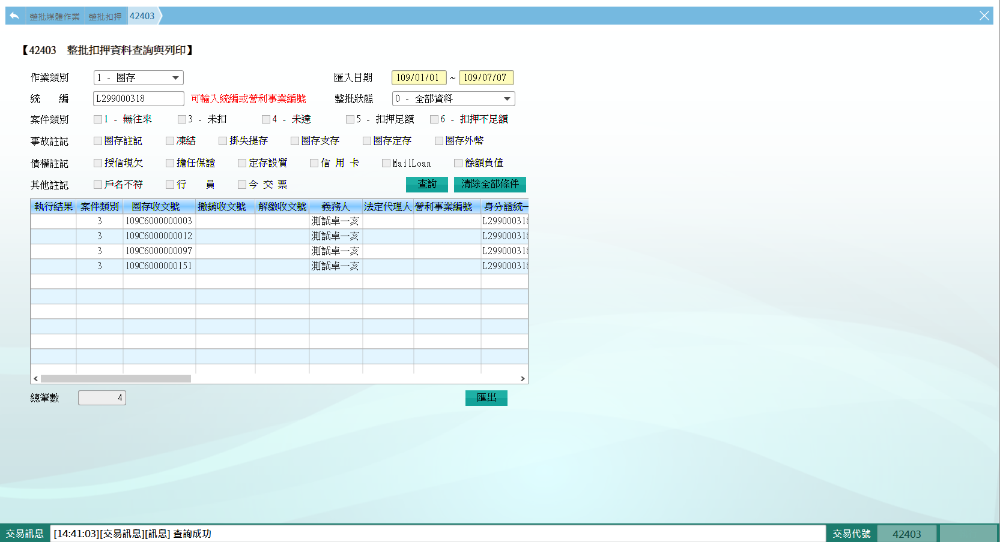 整批媒體作業 整批扣押 42403
【42403 整批扣押資料查詢與列印】
作業類別 1 - 圈存 匯入日期 109/01/01 ~ 109/07/07
統 編 L299000318 可輸入統編或營利事業編號 整批狀態 0 - 全部資料
案件類別 1 - 無往來 3 - 未扣 4 - 未達 5 - 扣押足額 6 - 扣押不足額
事故註記 圈存註記 凍結 掛失提存 圈存支存 圈存定存 圈存外幣
債權註記 授信現欠 擔任保證 定存設質 信 用 卡 MailLoan 餘額負值
其他註記 戶名不符 行 員 今 交 票 查詢 清除全部條件
執行結果 案件類別 圈存收文號 撤銷收文號 解繳收文號 義務人 法定代理人 營利事業編號 身分證統一
3 109C6000000003 測試卓一亥 L299000318
3 109C6000000012 測試卓一亥 L299000318
3 109C6000000097 測試卓一亥 L299000318
3 109C6000000151 測試卓一亥 L299000318
總筆數 4 匯出
交易訊息 [14:41:03][交易訊息][訊息] 查詢成功 交易代號 42403